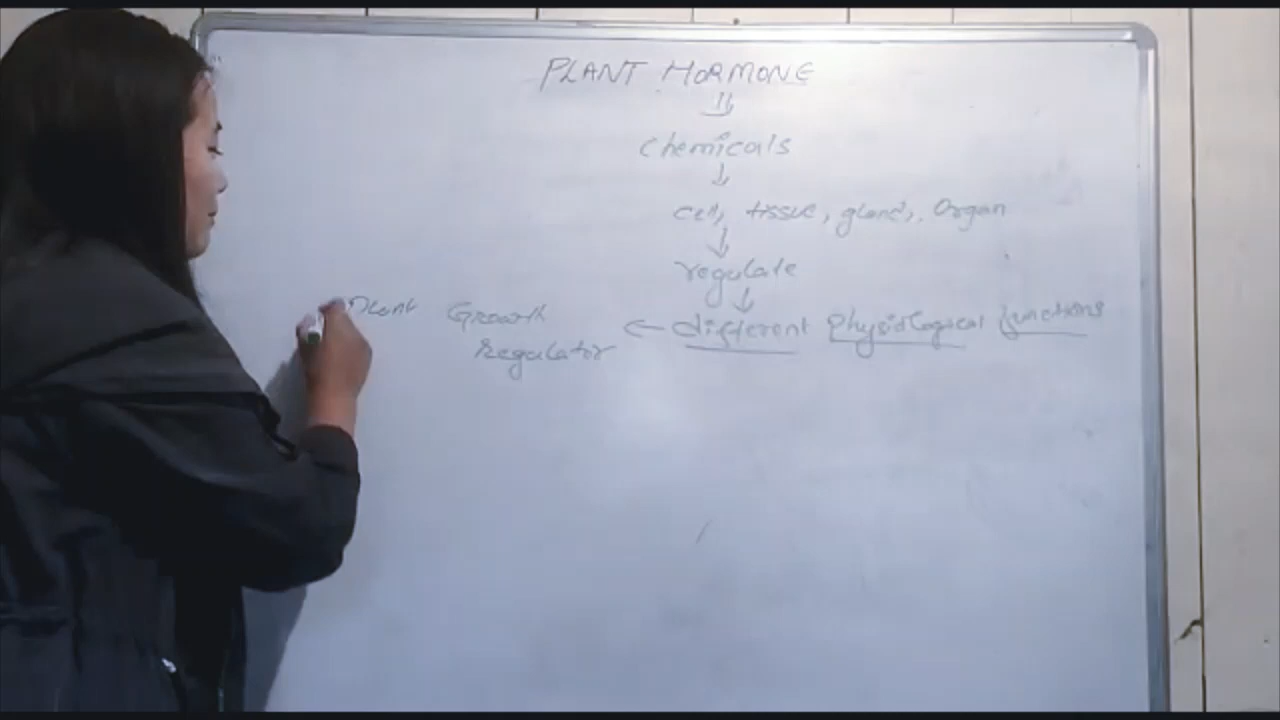 PLANT HORMONE
⇓
Chemicals
↓
cell, tissue, gland, Organ
↓
regulate
↓
Plant Growth ← different Physiological functions
Regulator